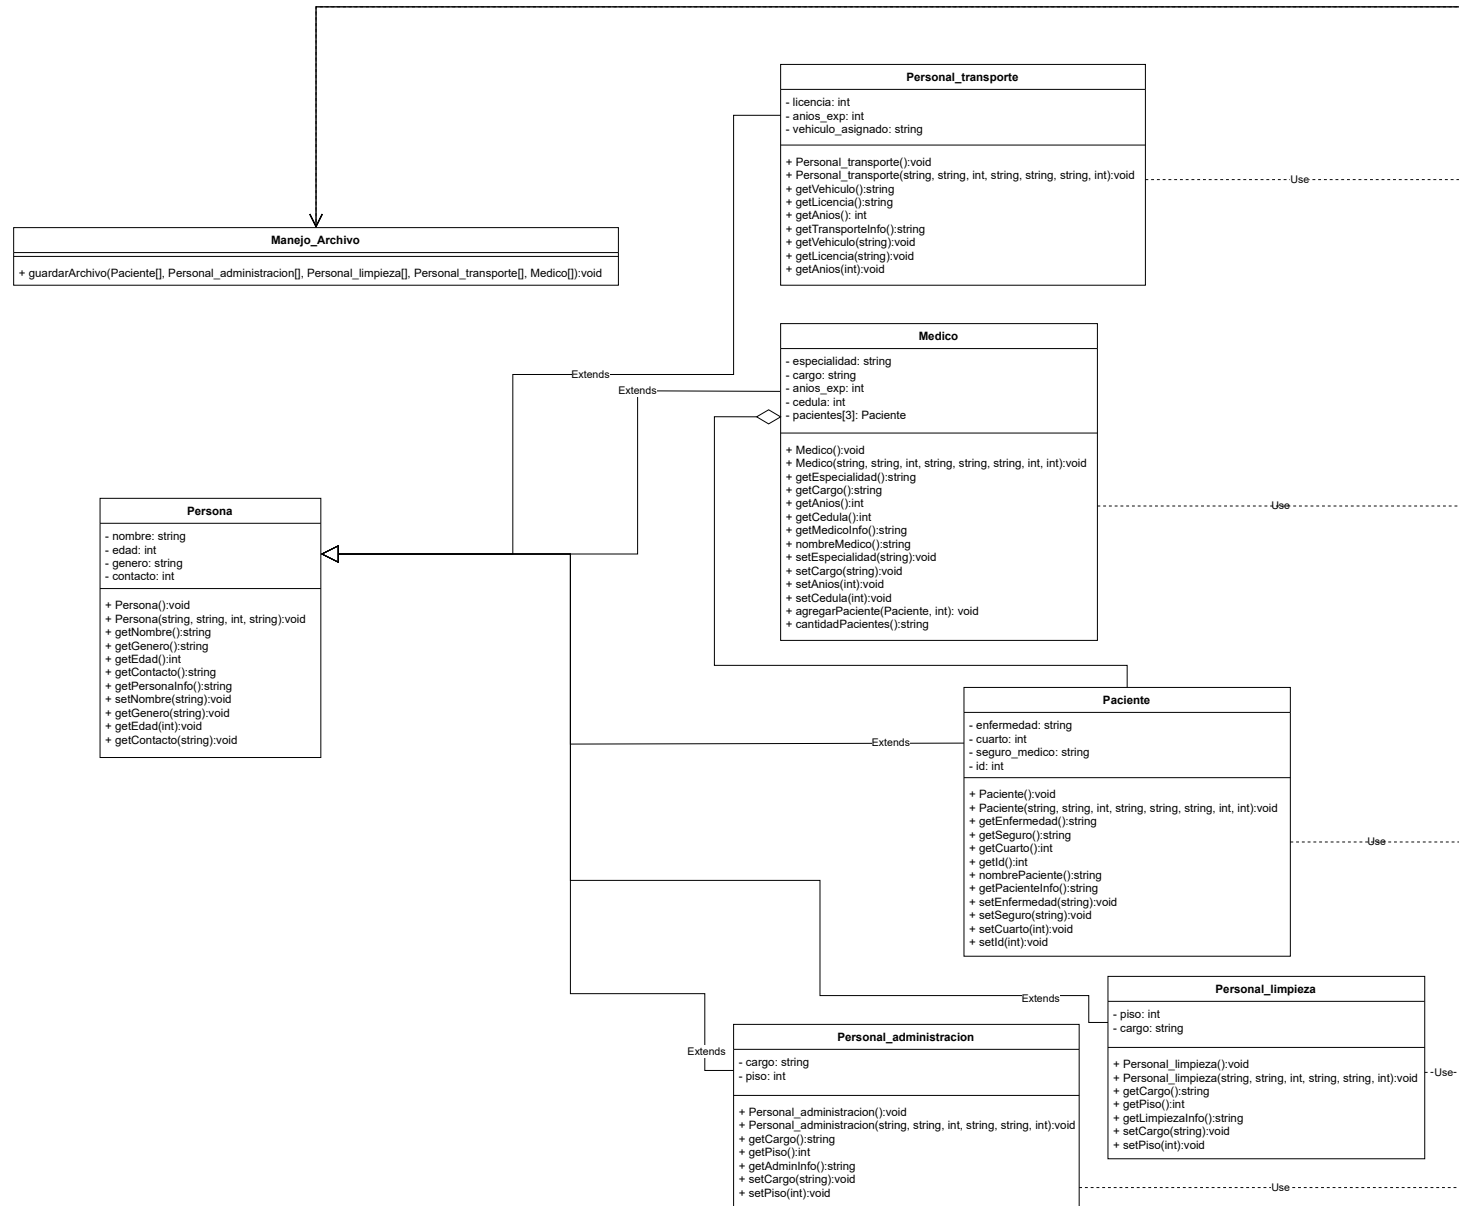 Personal_transporte
- licencia: int
- anios_exp: int
- vehiculo_asignado: string
+ Personal_transporte():void
+ Personal_transporte(string, string, int, string, string, string, int):void
+ getVehiculo():string
+ getLicencia():string
+ getAnios(): int
+ getTransporteInfo():string
+ getVehiculo(string):void
+ getLicencia(string):void
+ getAnios(int):void
Use
Manejo_Archivo
+ guardarArchivo(Paciente[], Personal_administracion[], Personal_limpieza[], Personal_transporte[], Medico[]):void
Extends
Extends
Medico
- especialidad: string
- cargo: string
- anios_exp: int
- cedula: int
- pacientes[3]: Paciente
+ Medico():void
+ Medico(string, string, int, string, string, string, int, int):void
+ getEspecialidad():string
+ getCargo():string
+ getAnios():int
+ getCedula():int
+ getMedicoInfo():string
+ nombreMedico():string
+ setEspecialidad(string):void
+ setCargo(string):void
+ setAnios(int):void
+ setCedula(int):void
+ agregarPaciente(Paciente, int): void
+ cantidadPacientes():string
Use
Persona
- nombre: string
- edad: int
- genero: string
- contacto: int
+ Persona():void
+ Persona(string, string, int, string):void
+ getNombre():string
+ getGenero():string
+ getEdad():int
+ getContacto():string
+ getPersonaInfo():string
+ setNombre(string):void
+ getGenero(string):void
+ getEdad(int):void
+ getContacto(string):void
Extends
Paciente
- enfermedad: string
- cuarto: int
- seguro_medico: string
- id: int
+ Paciente():void
+ Paciente(string, string, int, string, string, string, int, int):void
+ getEnfermedad():string
+ getSeguro():string
+ getCuarto():int
+ getId():int
+ nombrePaciente():string
+ getPacienteInfo():string
+ setEnfermedad(string):void
+ setSeguro(string):void
+ setCuarto(int):void
+ setId(int):void
Use
Extends
Personal_limpieza
- piso: int
- cargo: string
+ Personal_limpieza():void
+ Personal_limpieza(string, string, int, string, string, int):void
+ getCargo():string
+ getPiso():int
+ getLimpiezaInfo():string
+ setCargo(string):void
+ setPiso(int):void
Use
Extends
Personal_administracion
- cargo: string
- piso: int
+ Personal_administracion():void
+ Personal_administracion(string, string, int, string, string, int):void
+ getCargo():string
+ getPiso():int
+ getAdminInfo():string
+ setCargo(string):void
+ setPiso(int):void
Use